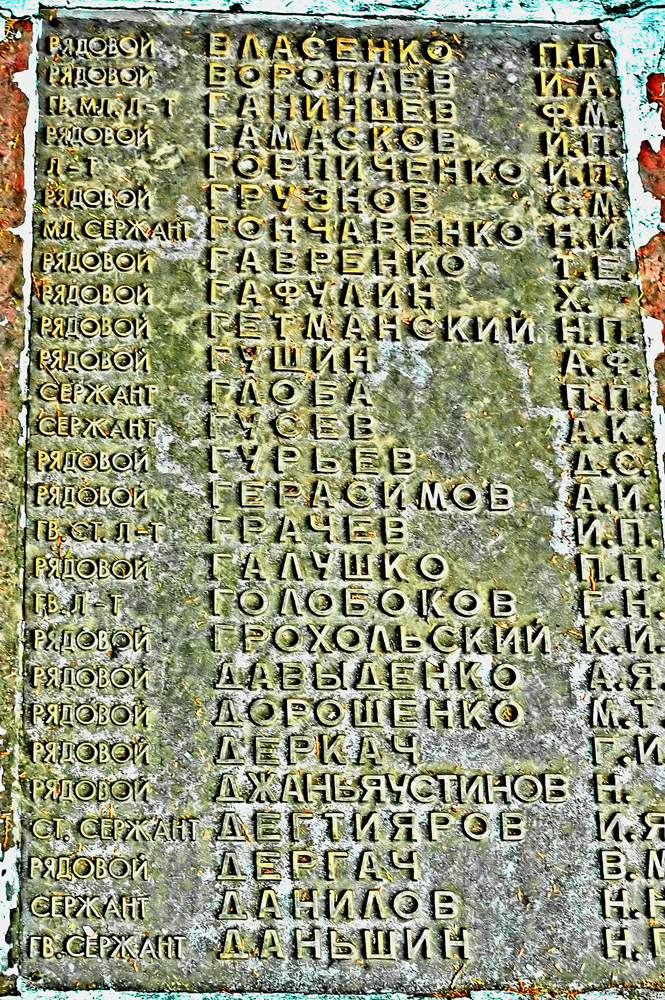 РЯДОВОЙ ВЛАСЕНКО П.П.
РЯДОВОЙ ВОРОПАЕВ И.А.
ГВ. МЛ. Л-Т ГАНИНЦЕВ Ф.М.
РЯДОВОЙ ГАМАСКОВ И.П.
Л-Т ГОРПИЧЕНКО И.П.
РЯДОВОЙ ГРУЗНОВ С.М.
МЛ. СЕРЖАНТ ГОНЧАРЕНКО Н.И.
РЯДОВОЙ ГАВРЕНКО Т.Е.
РЯДОВОЙ ГАФУЛИН Х.
РЯДОВОЙ ГЕТМАНСКИЙ Н.П.
РЯДОВОЙ ГУЩИН А.Ф.
СЕРЖАНТ ГЛОБА П.П.
СЕРЖАНТ ГУСЕВ А.К.
РЯДОВОЙ ГУРЬЕВ Д.С.
РЯДОВОЙ ГЕРАСИМОВ А.И.
ГВ. СТ. Л-Т ГРАЧЕВ И.П.
РЯДОВОЙ ГАЛУШКО П.П.
ГВ. Л-Т ГОЛОБОКОВ Г.Н.
РЯДОВОЙ ГРОХОЛЬСКИЙ К.И.
РЯДОВОЙ ДАВЫДЕНКО А.Я.
РЯДОВОЙ ДОРОШЕНКО М.Т
РЯДОВОЙ ДЕРКАЧ Г.И
РЯДОВОЙ ДЖАНЬЯУСТИНОВ Н.
СТ. СЕРЖАНТ ДЕГТИЯРОВ И.Я
РЯДОВОЙ ДЕРГАЧ В.М
СЕРЖАНТ ДАНИЛОВ Н.
ГВ. СЕРЖАНТ ДАНЬШИН Н.